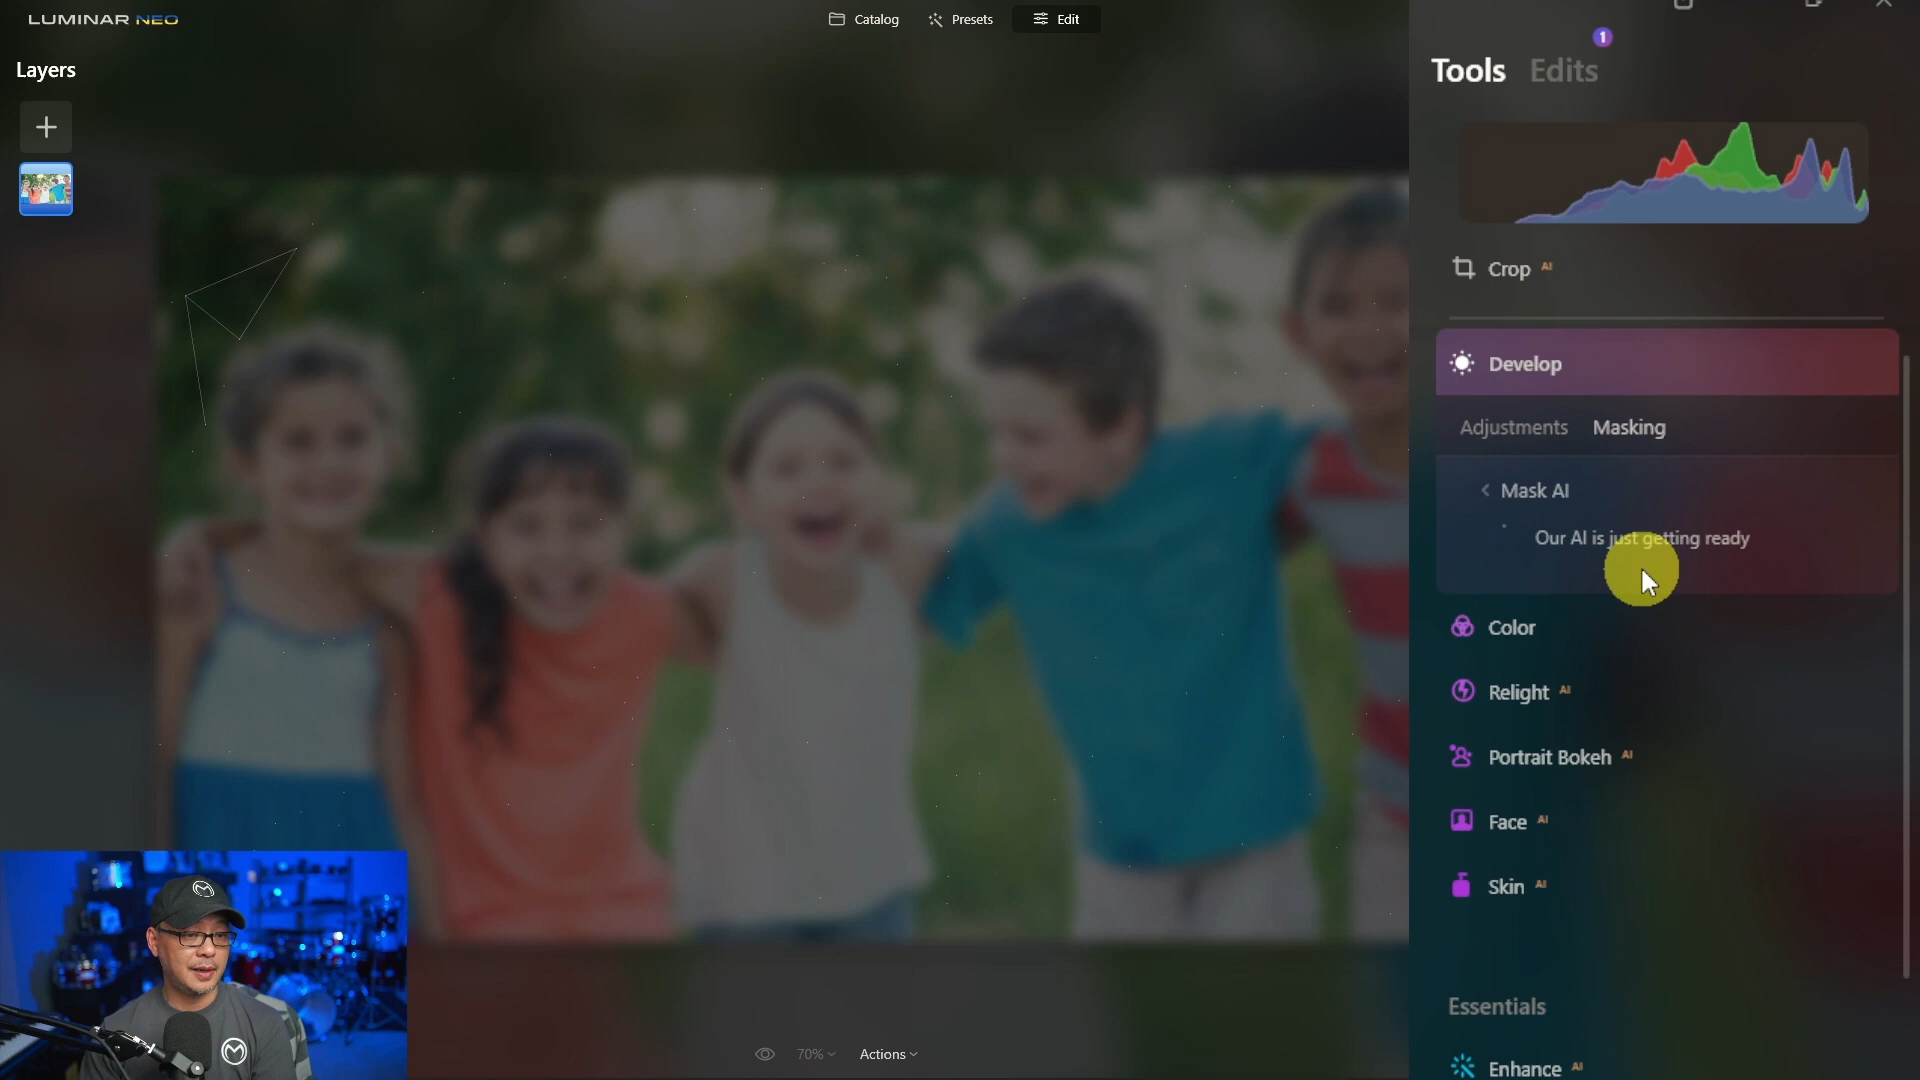 LUMINAR NEO
Catalog
Presets
Edit
Layers
1
Tools
Edits
Crop AI
Develop
Adjustments
Masking
Mask AI
Our AI is just getting ready
Color
Relight AI
Portrait Bokeh AI
Face AI
Skin AI
Essentials
Enhance AI
70%
Actions